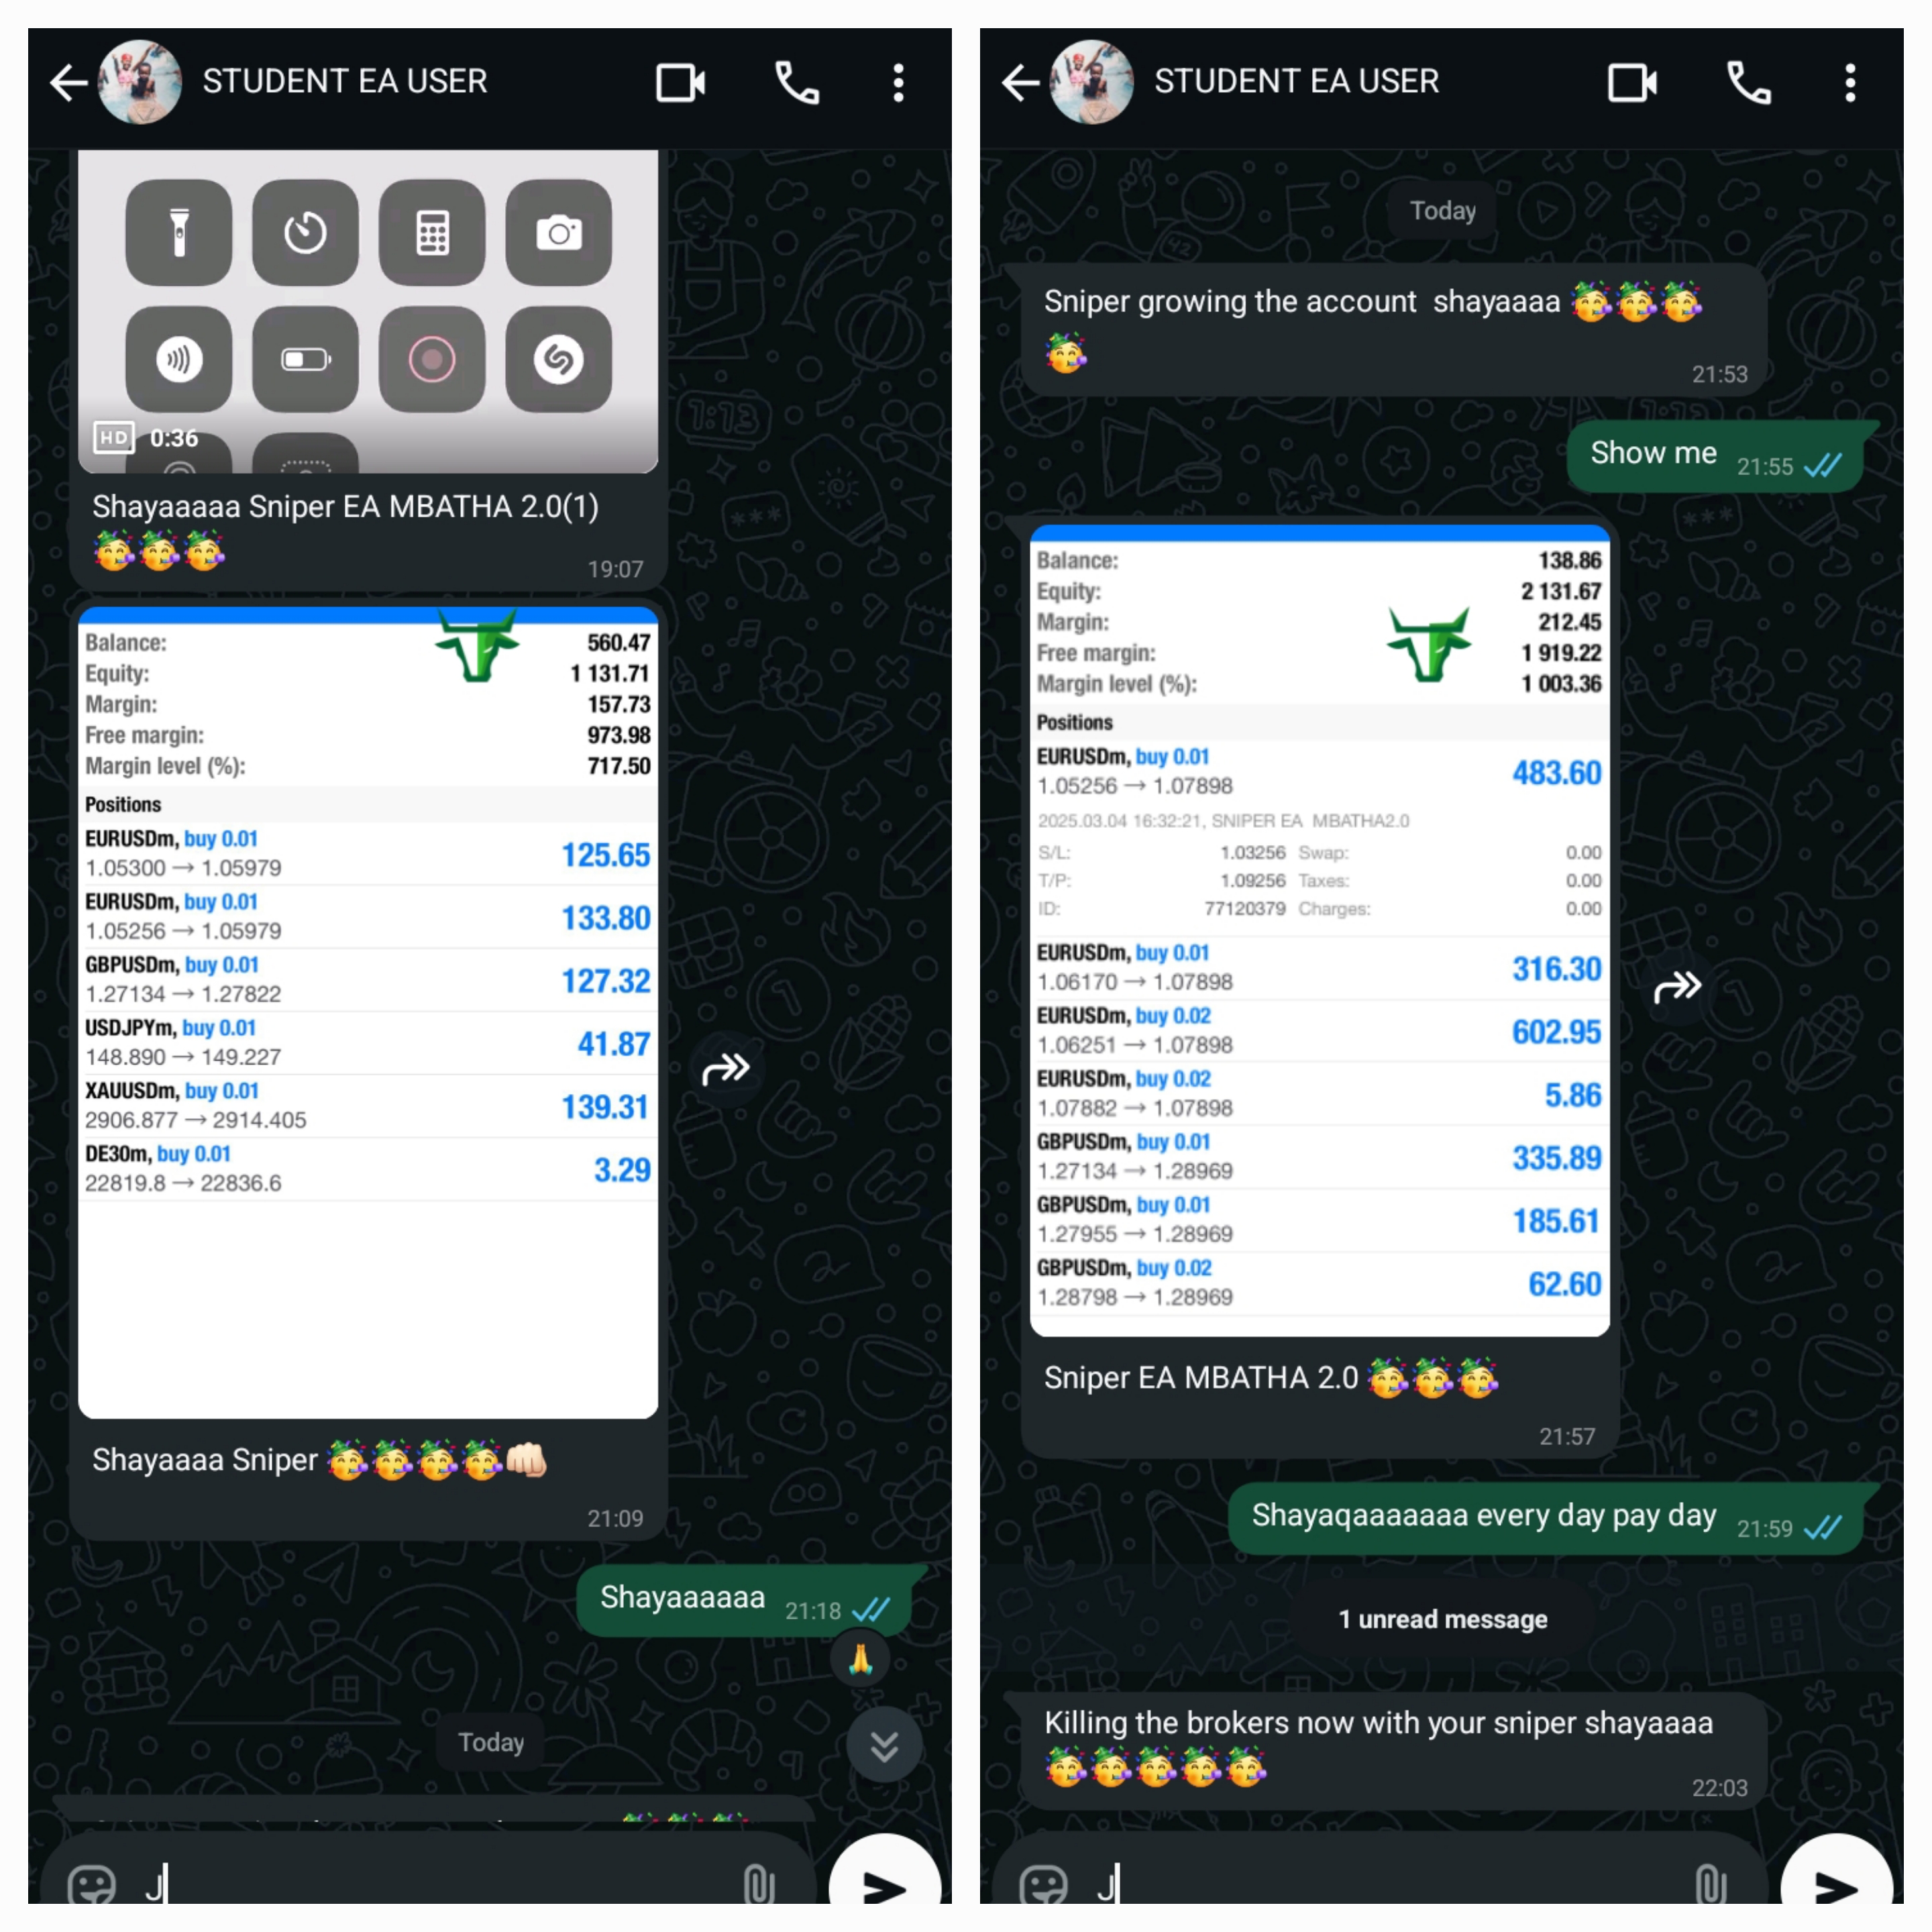 STUDENT EA USER
HD 0:36
Shayaaaaa Sniper EA MBATHA 2.0(1)
🥳🥳🥳
19:07
Balance: 560.47
Equity: 1 131.71
Margin: 157.73
Free margin: 973.98
Margin level (%): 717.50
Positions
EURUSDm, buy 0.01 125.65
1.05300 → 1.05979
EURUSDm, buy 0.01 133.80
1.05256 → 1.05979
GBPUSDm, buy 0.01 127.32
1.27134 → 1.27822
USDJPYm, buy 0.01 41.87
148.890 → 149.227
XAUUSDm, buy 0.01 139.31
2906.877 → 2914.405
DE30m, buy 0.01 3.29
22819.8 → 22836.6
Shayaaaa Sniper 🥳🥳🥳🥳👊🏻
21:09
Shayaaaaaa 21:18
🙏
Today
J
STUDENT EA USER
Today
Sniper growing the account  shayaaaa 🥳🥳🥳
🥳
21:53
Show me 21:55
Balance: 138.86
Equity: 2 131.67
Margin: 212.45
Free margin: 1 919.22
Margin level (%): 1 003.36
Positions
EURUSDm, buy 0.01 483.60
1.05256 → 1.07898
2025.03.04 16:32:21, SNIPER EA  MBATHA2.0
S/L: 1.03256 Swap: 0.00
T/P: 1.09256 Taxes: 0.00
ID: 77120379 Charges: 0.00
EURUSDm, buy 0.01 316.30
1.06170 → 1.07898
EURUSDm, buy 0.02 602.95
1.06251 → 1.07898
EURUSDm, buy 0.02 5.86
1.07882 → 1.07898
GBPUSDm, buy 0.01 335.89
1.27134 → 1.28969
GBPUSDm, buy 0.01 185.61
1.27955 → 1.28969
GBPUSDm, buy 0.02 62.60
1.28798 → 1.28969
Sniper EA MBATHA 2.0 🥳🥳🥳
21:57
Shayaqaaaaaaa every day pay day 21:59
1 unread message
Killing the brokers now with your sniper shayaaaa
🥳🥳🥳🥳🥳
22:03
J